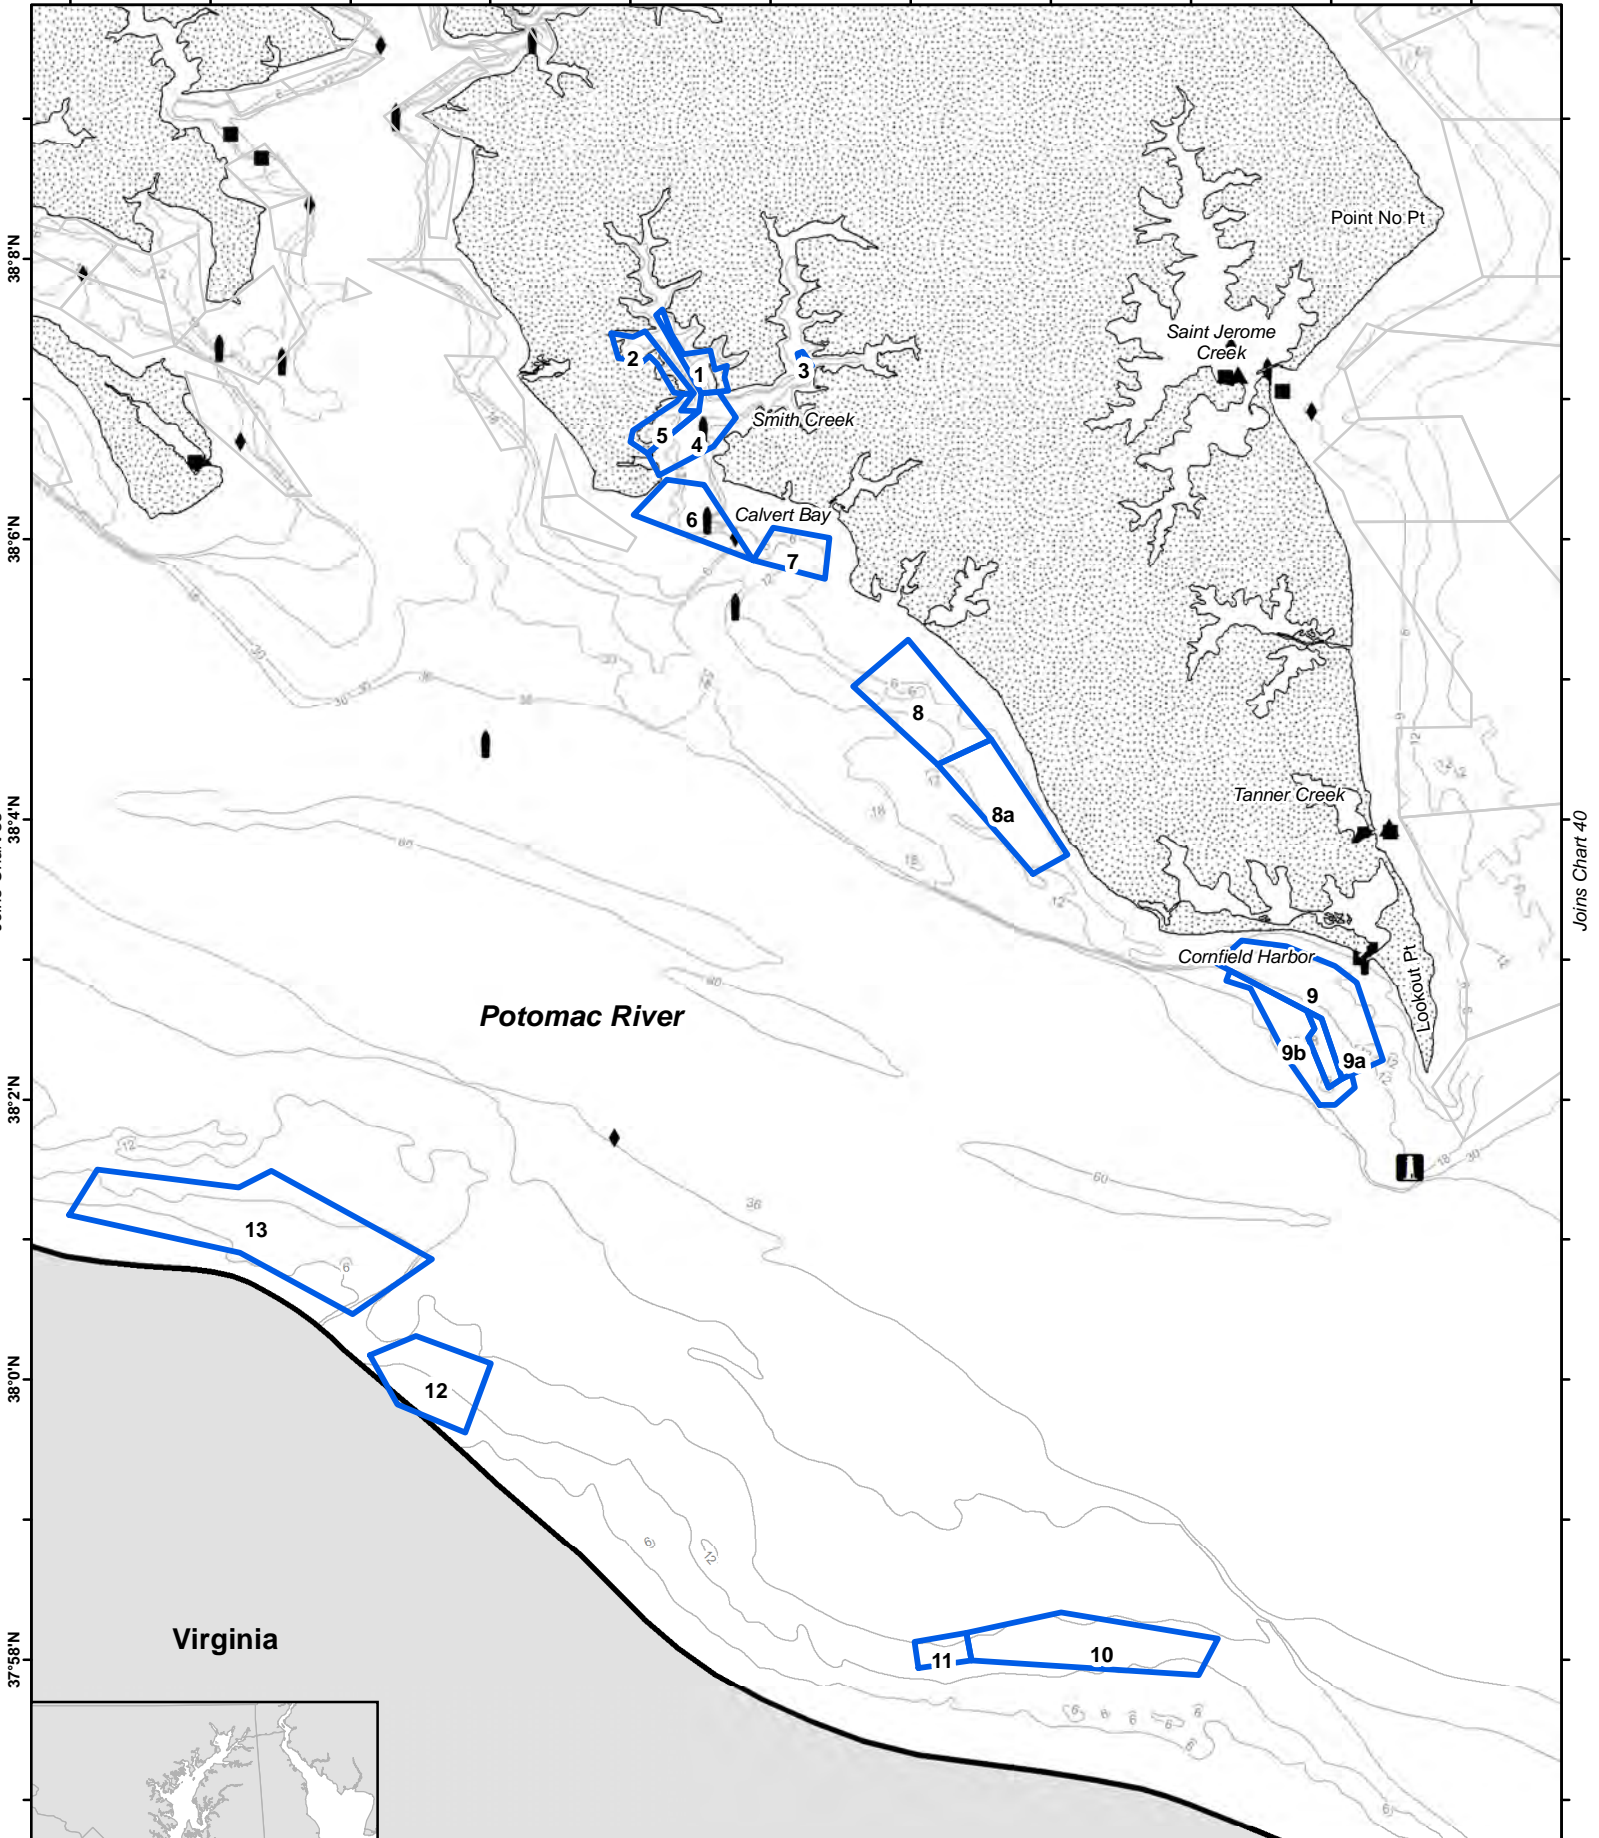 Point No Pt
38°8'N
Saint Jerome
Creek
2
1
3
Smith Creek
5
4
6
Calvert Bay
38°6'N
7
8
Tanner Creek
8a
38°4'N
Joins Chart 40
Cornfield Harbor
Lookout Pt
9
Potomac River
9b
9a
38°2'N
13
12
38°0'N
Virginia
37°58'N
11
10